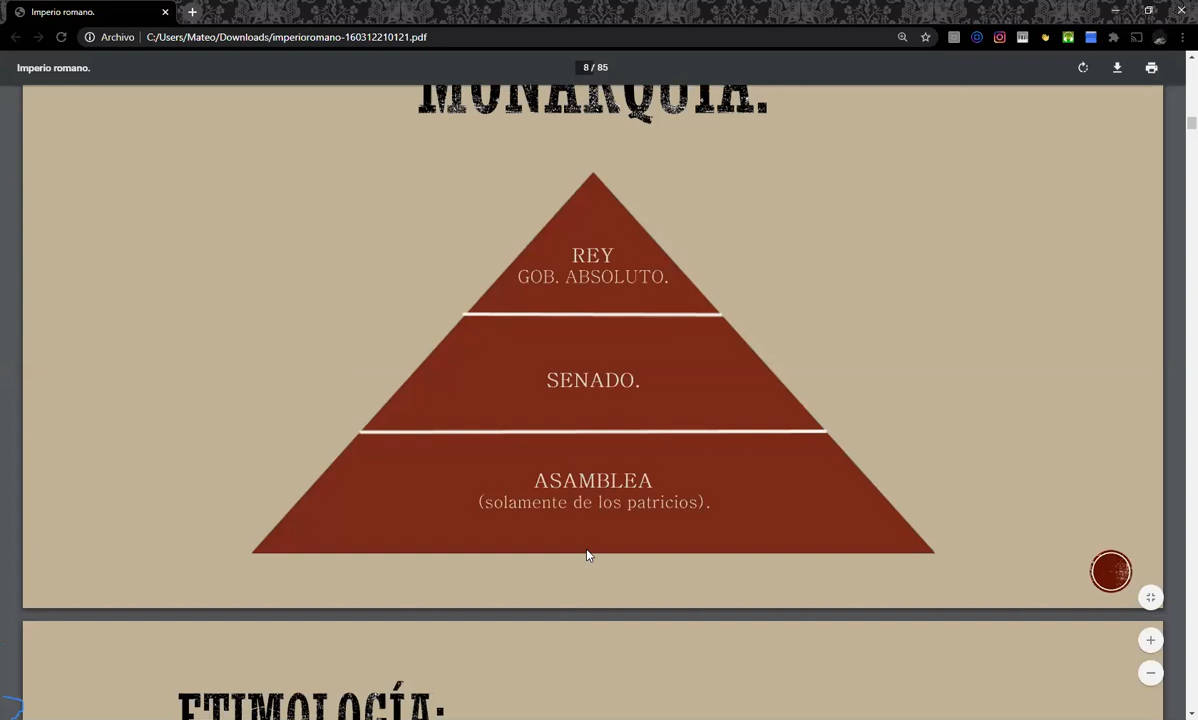 Imperio romano.
Archivo | C:/Users/Mateo/Downloads/imperioromano-160312210121.pdf
Imperio romano.
8 / 85
MONARQUÍA.
REY
GOB. ABSOLUTO.
SENADO.
ASAMBLEA
(solamente de los patricios).
ETIMOLOGÍA: